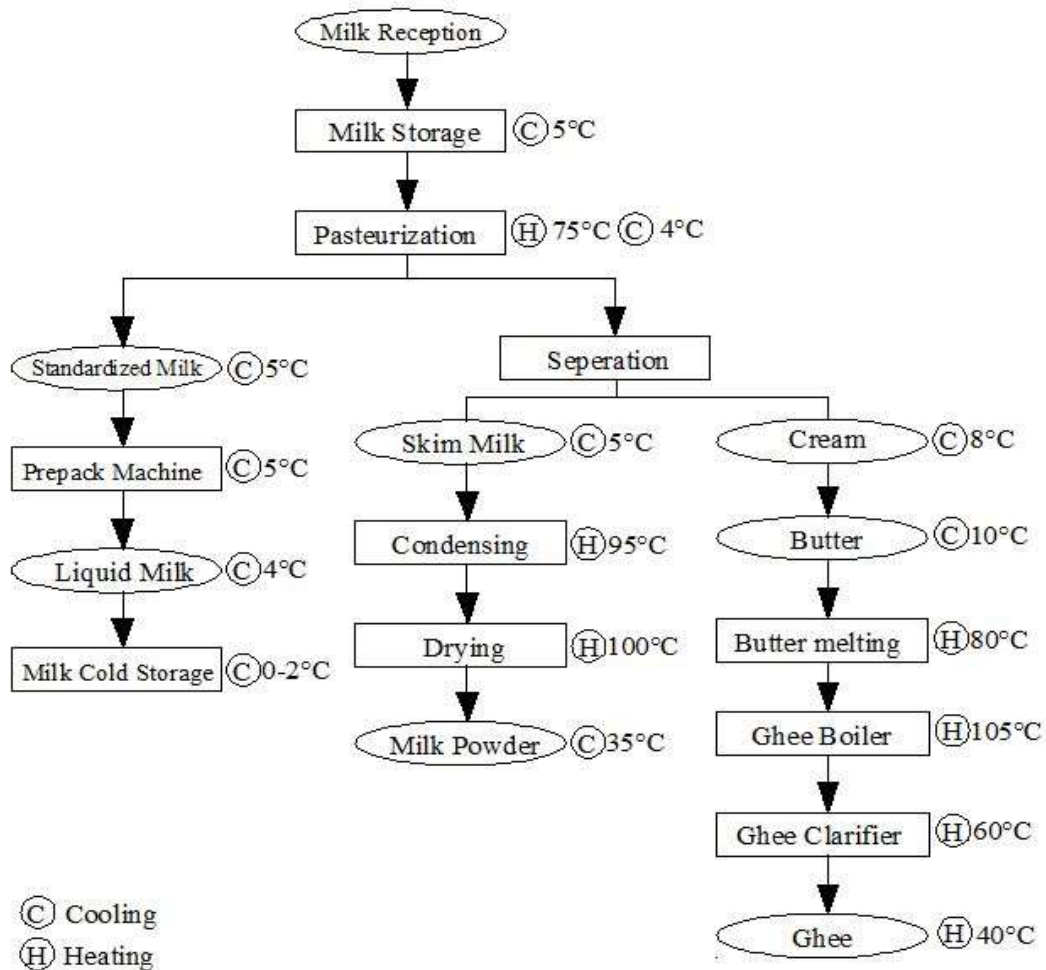 Milk Reception
Milk Storage C 5°C
Pasteurization H 75°C C 4°C
Standardized Milk C 5°C
Seperation
Prepack Machine C 5°C
Skim Milk C 5°C
Cream C 8°C
Liquid Milk C 4°C
Condensing H 95°C
Butter C 10°C
Milk Cold Storage C 0-2°C
Drying H 100°C
Butter melting H 80°C
Milk Powder C 35°C
Ghee Boiler H 105°C
Ghee Clarifier H 60°C
Ghee H 40°C
C Cooling
H Heating